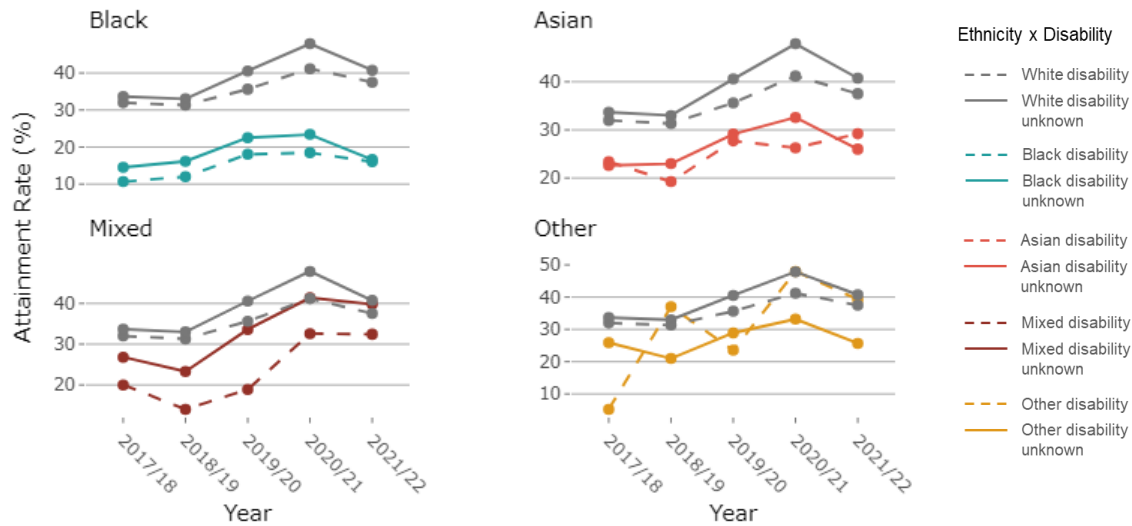 Black
Asian
Ethnicity x Disability
40
30
20
10
40
30
20
Attainment Rate (%)
White disability
White disability
unknown
Black disability
Black disability
unknown
Asian disability
Asian disability
unknown
Mixed disability
Mixed disability
unknown
Other disability
Other disability
unknown
Mixed
Other
40
30
20
50
40
30
20
10
2017/18
2018/19
2019/20
2020/21
2021/22
2017/18
2018/19
2019/20
2020/21
2021/22
Year
Year